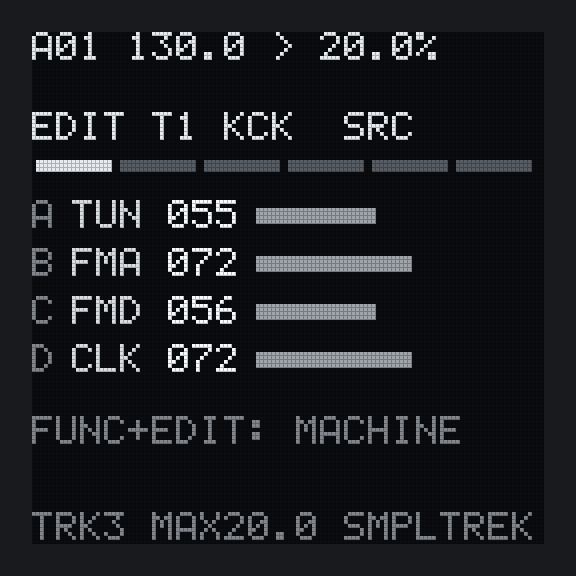 A01 130.0 > 20.0%
EDIT T1 KCK SRC
A TUN 055
B FMA 072
C FMD 056
D CLK 072
FUNC+EDIT: MACHINE
TRK3 MAX20.0 SMPLTREK